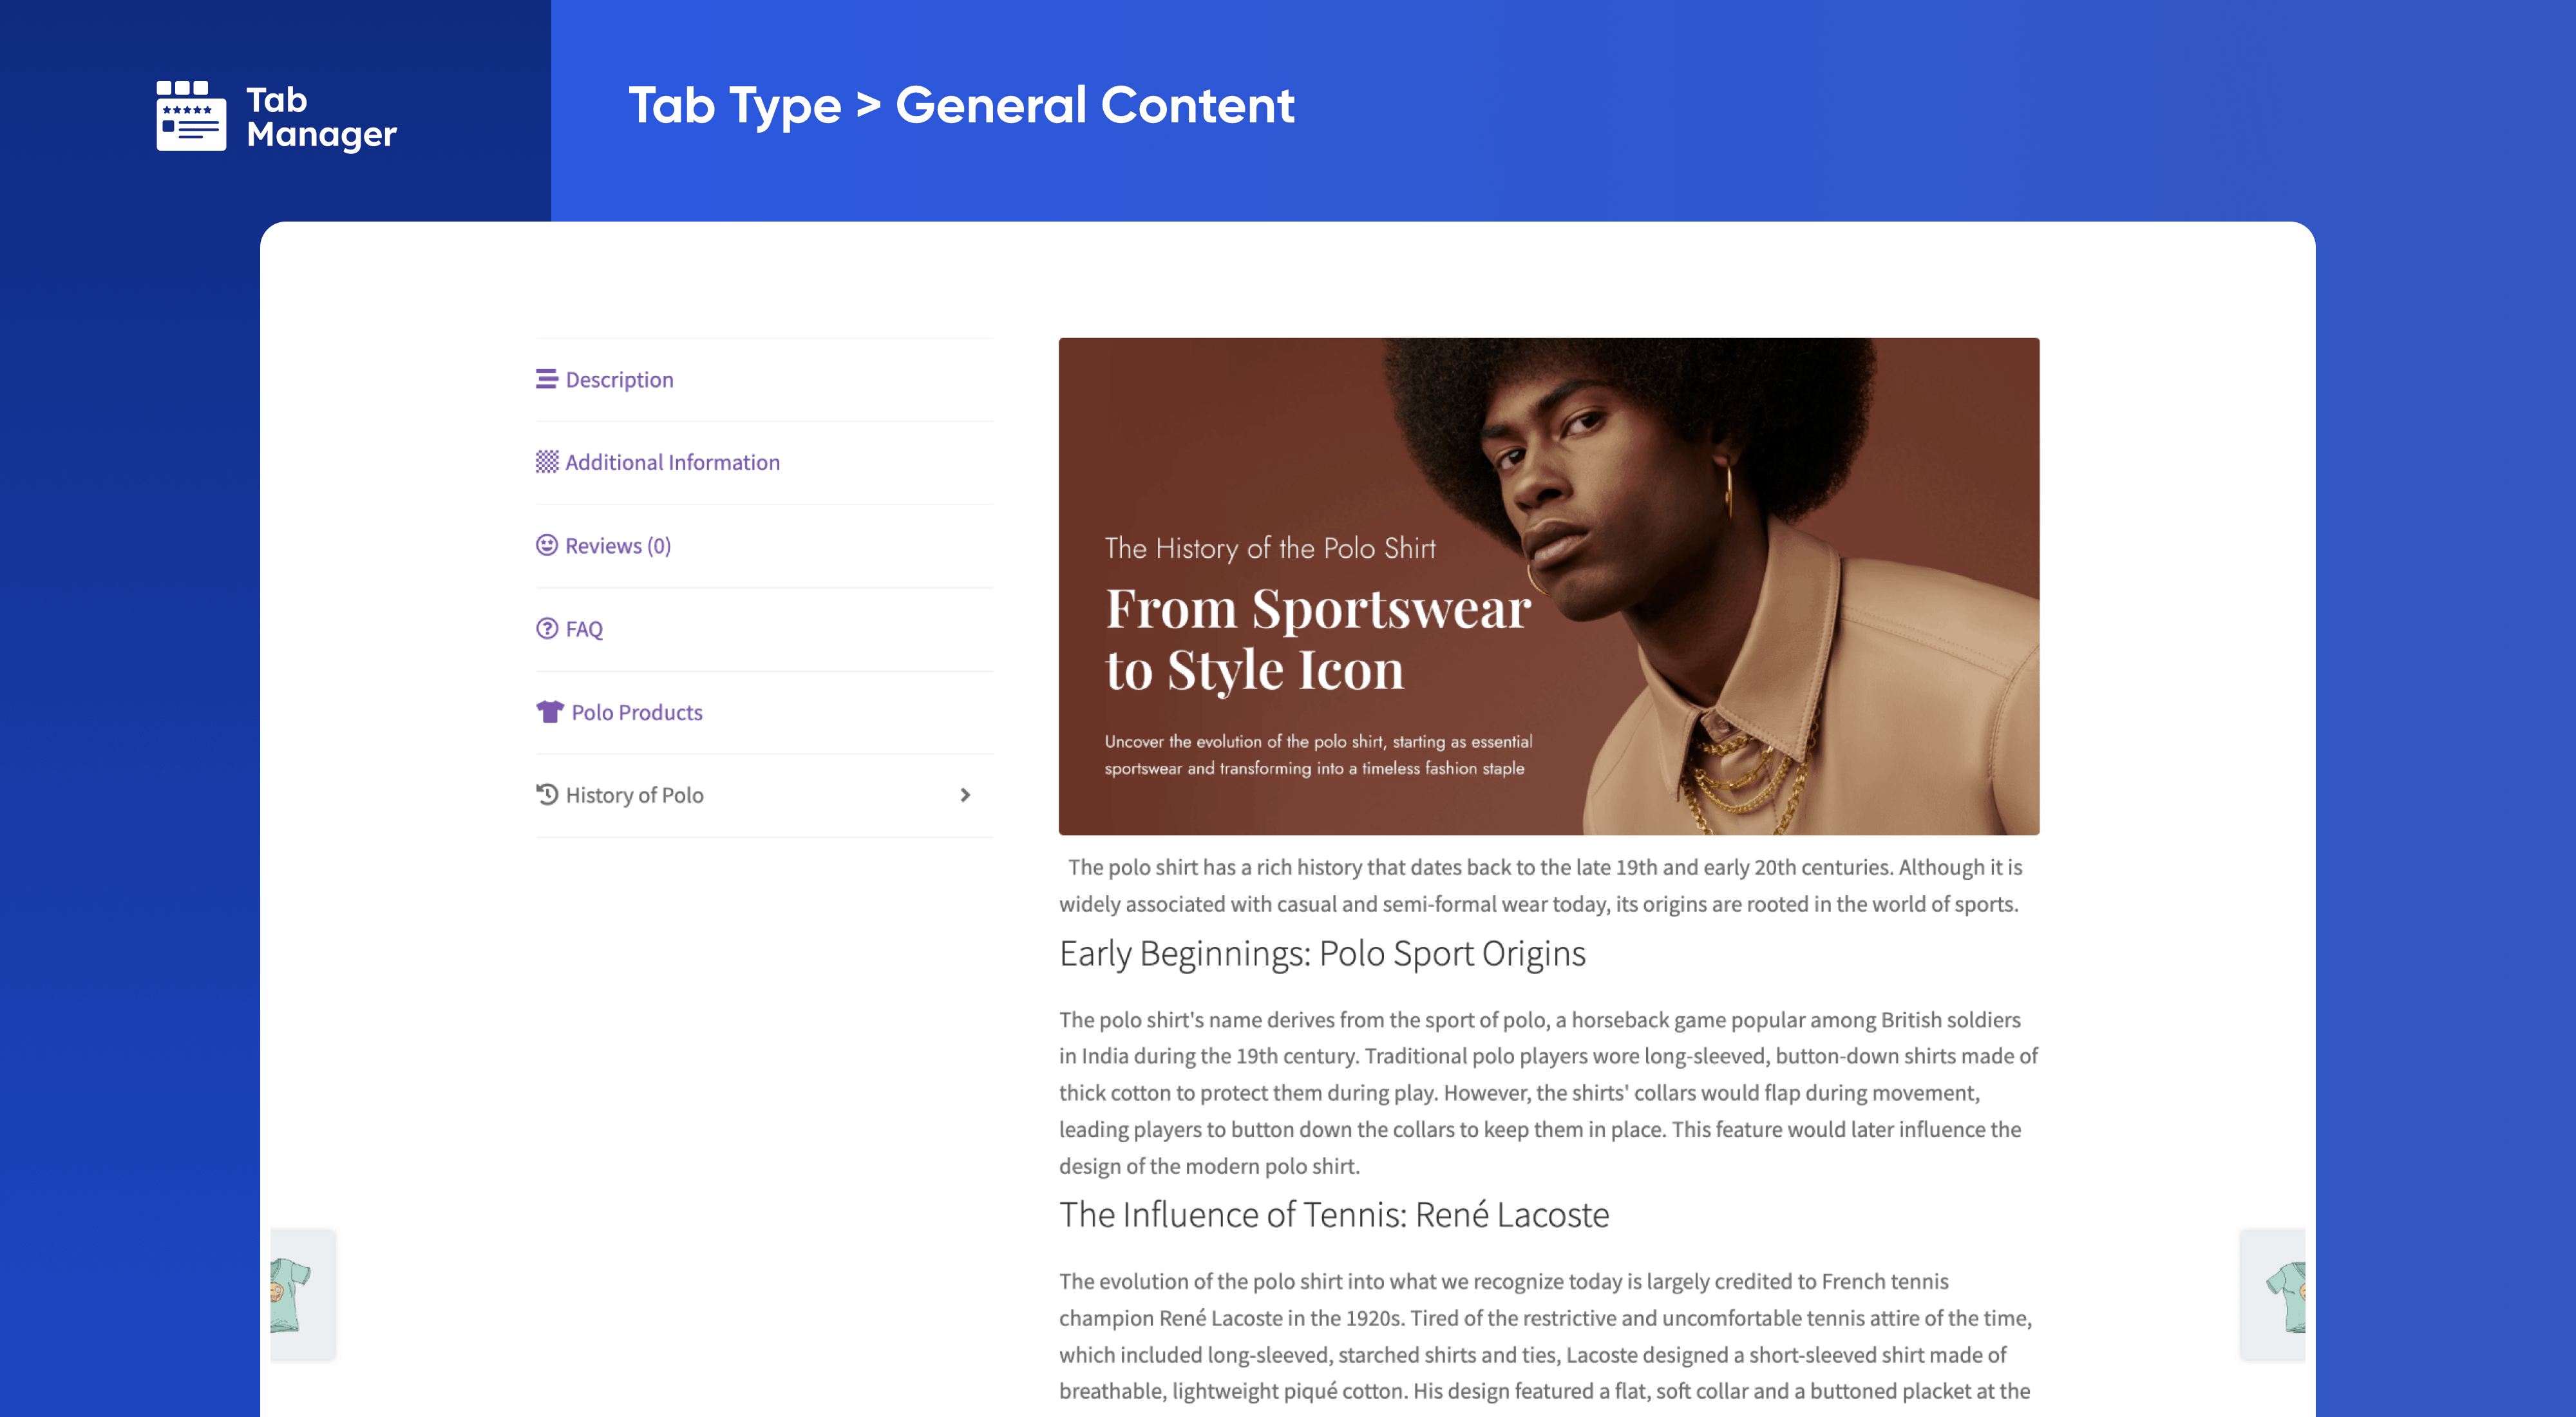 Tab
Manager
Tab Type > General Content
Description
Additional Information
Reviews (0)
FAQ
Polo Products
History of Polo
The History of the Polo Shirt
From Sportswear
to Style Icon
Uncover the evolution of the polo shirt, starting as essential
sportswear and transforming into a timeless fashion staple
The polo shirt has a rich history that dates back to the late 19th and early 20th centuries. Although it is
widely associated with casual and semi-formal wear today, its origins are rooted in the world of sports.
Early Beginnings: Polo Sport Origins
The polo shirt's name derives from the sport of polo, a horseback game popular among British soldiers
in India during the 19th century. Traditional polo players wore long-sleeved, button-down shirts made of
thick cotton to protect them during play. However, the shirts' collars would flap during movement,
leading players to button down the collars to keep them in place. This feature would later influence the
design of the modern polo shirt.
The Influence of Tennis: René Lacoste
The evolution of the polo shirt into what we recognize today is largely credited to French tennis
champion René Lacoste in the 1920s. Tired of the restrictive and uncomfortable tennis attire of the time,
which included long-sleeved, starched shirts and ties, Lacoste designed a short-sleeved shirt made of
breathable, lightweight piqué cotton. His design featured a flat, soft collar and a buttoned placket at the